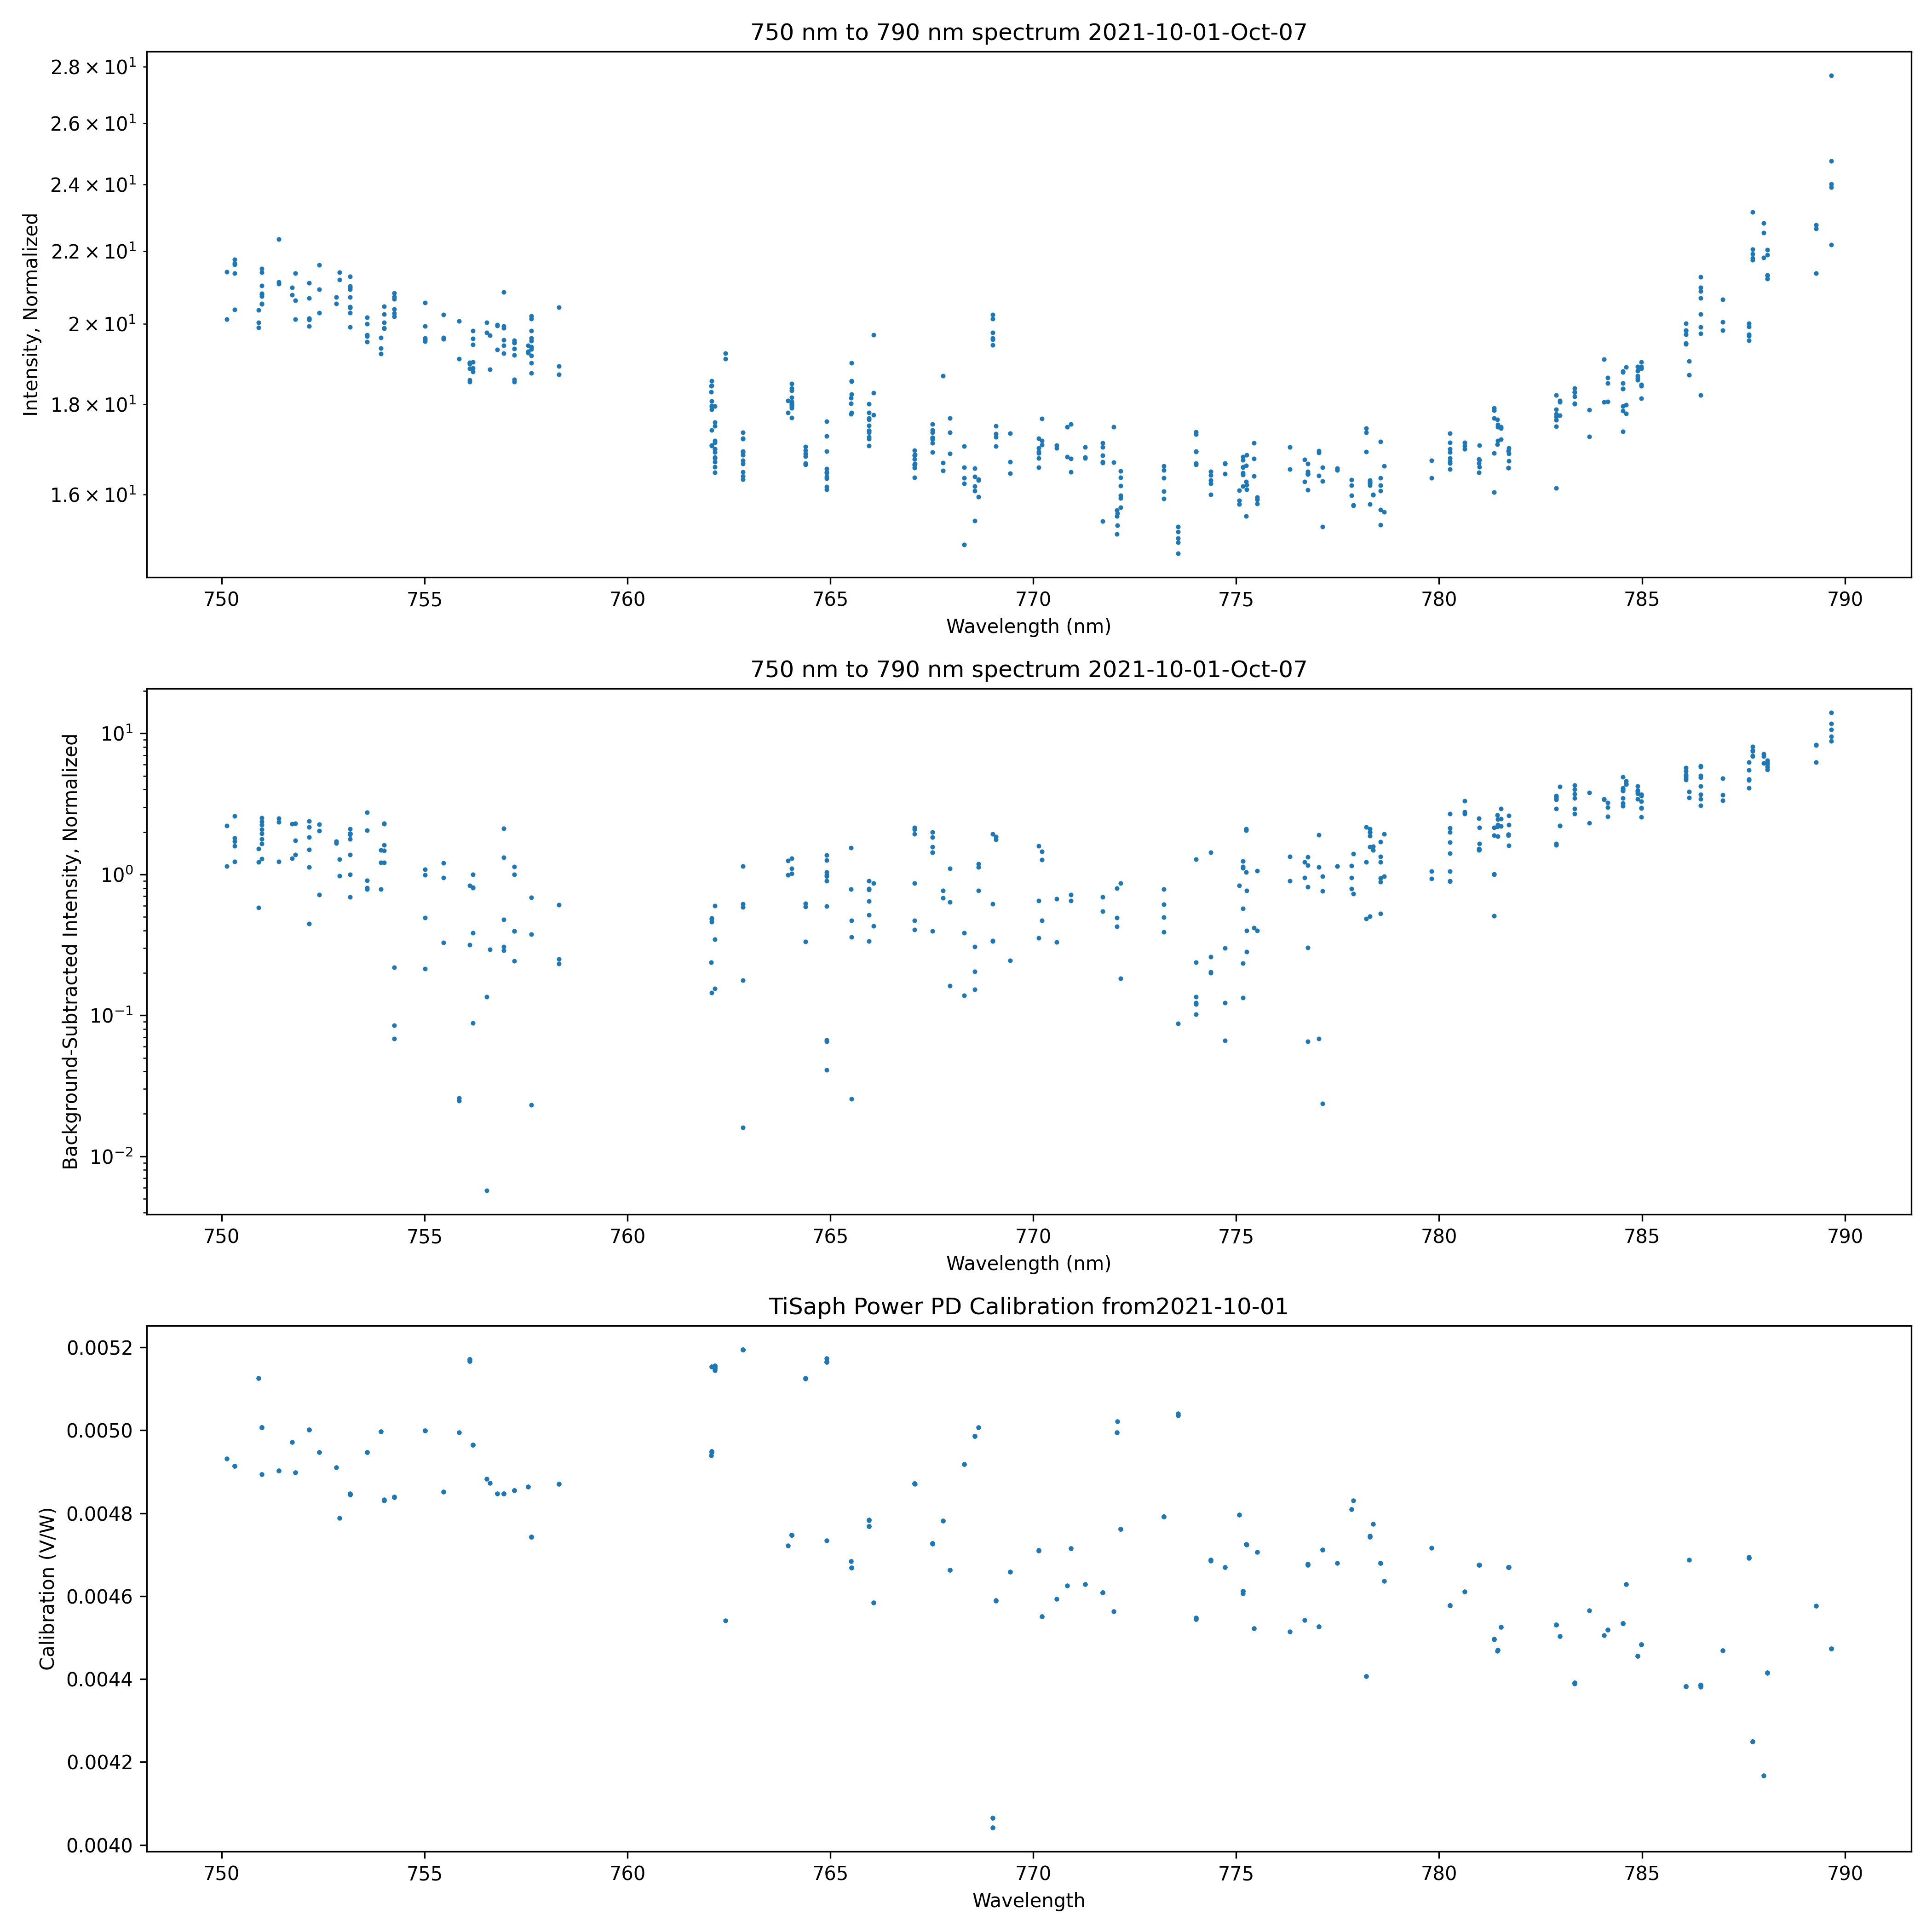 750 nm to 790 nm spectrum 2021-10-01-Oct-07
2.8 × 10¹
2.6 × 10¹
2.4 × 10¹
2.2 × 10¹
2 × 10¹
1.8 × 10¹
1.6 × 10¹
Intensity, Normalized
750 755 760 765 770 775 780 785 790
Wavelength (nm)
750 nm to 790 nm spectrum 2021-10-01-Oct-07
10¹
10⁰
10⁻¹
10⁻²
Background-Subtracted Intensity, Normalized
750 755 760 765 770 775 780 785 790
Wavelength (nm)
TiSaph Power PD Calibration from2021-10-01
0.0052
0.0050
0.0048
0.0046
0.0044
0.0042
0.0040
Calibration (V/W)
750 755 760 765 770 775 780 785 790
Wavelength